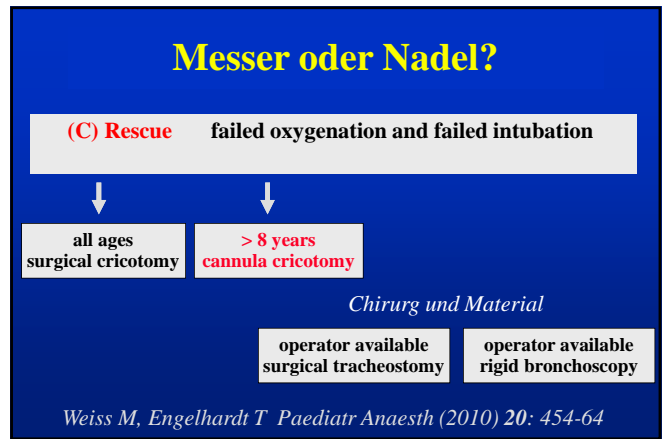 Messer oder Nadel?
(C) Rescue failed oxygenation and failed intubation
all ages
surgical cricotomy
> 8 years
cannula cricotomy
Chirurg und Material
operator available
surgical tracheostomy
operator available
rigid bronchoscopy
Weiss M, Engelhardt T Paediatr Anaesth (2010) 20: 454-64